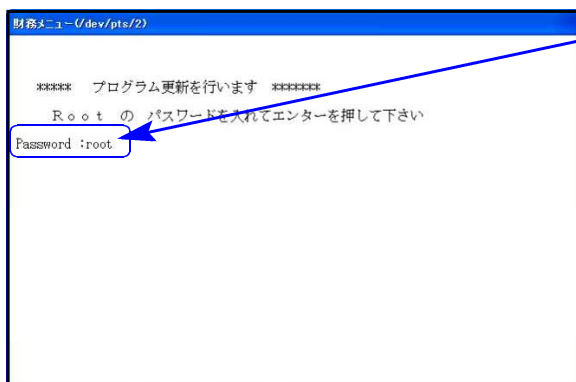 財務メニュー(/dev/pts/2)
***** プログラム更新を行います *******
Ｒｏｏｔ の パスワードを入れてエンターを押して下さい
Password :root